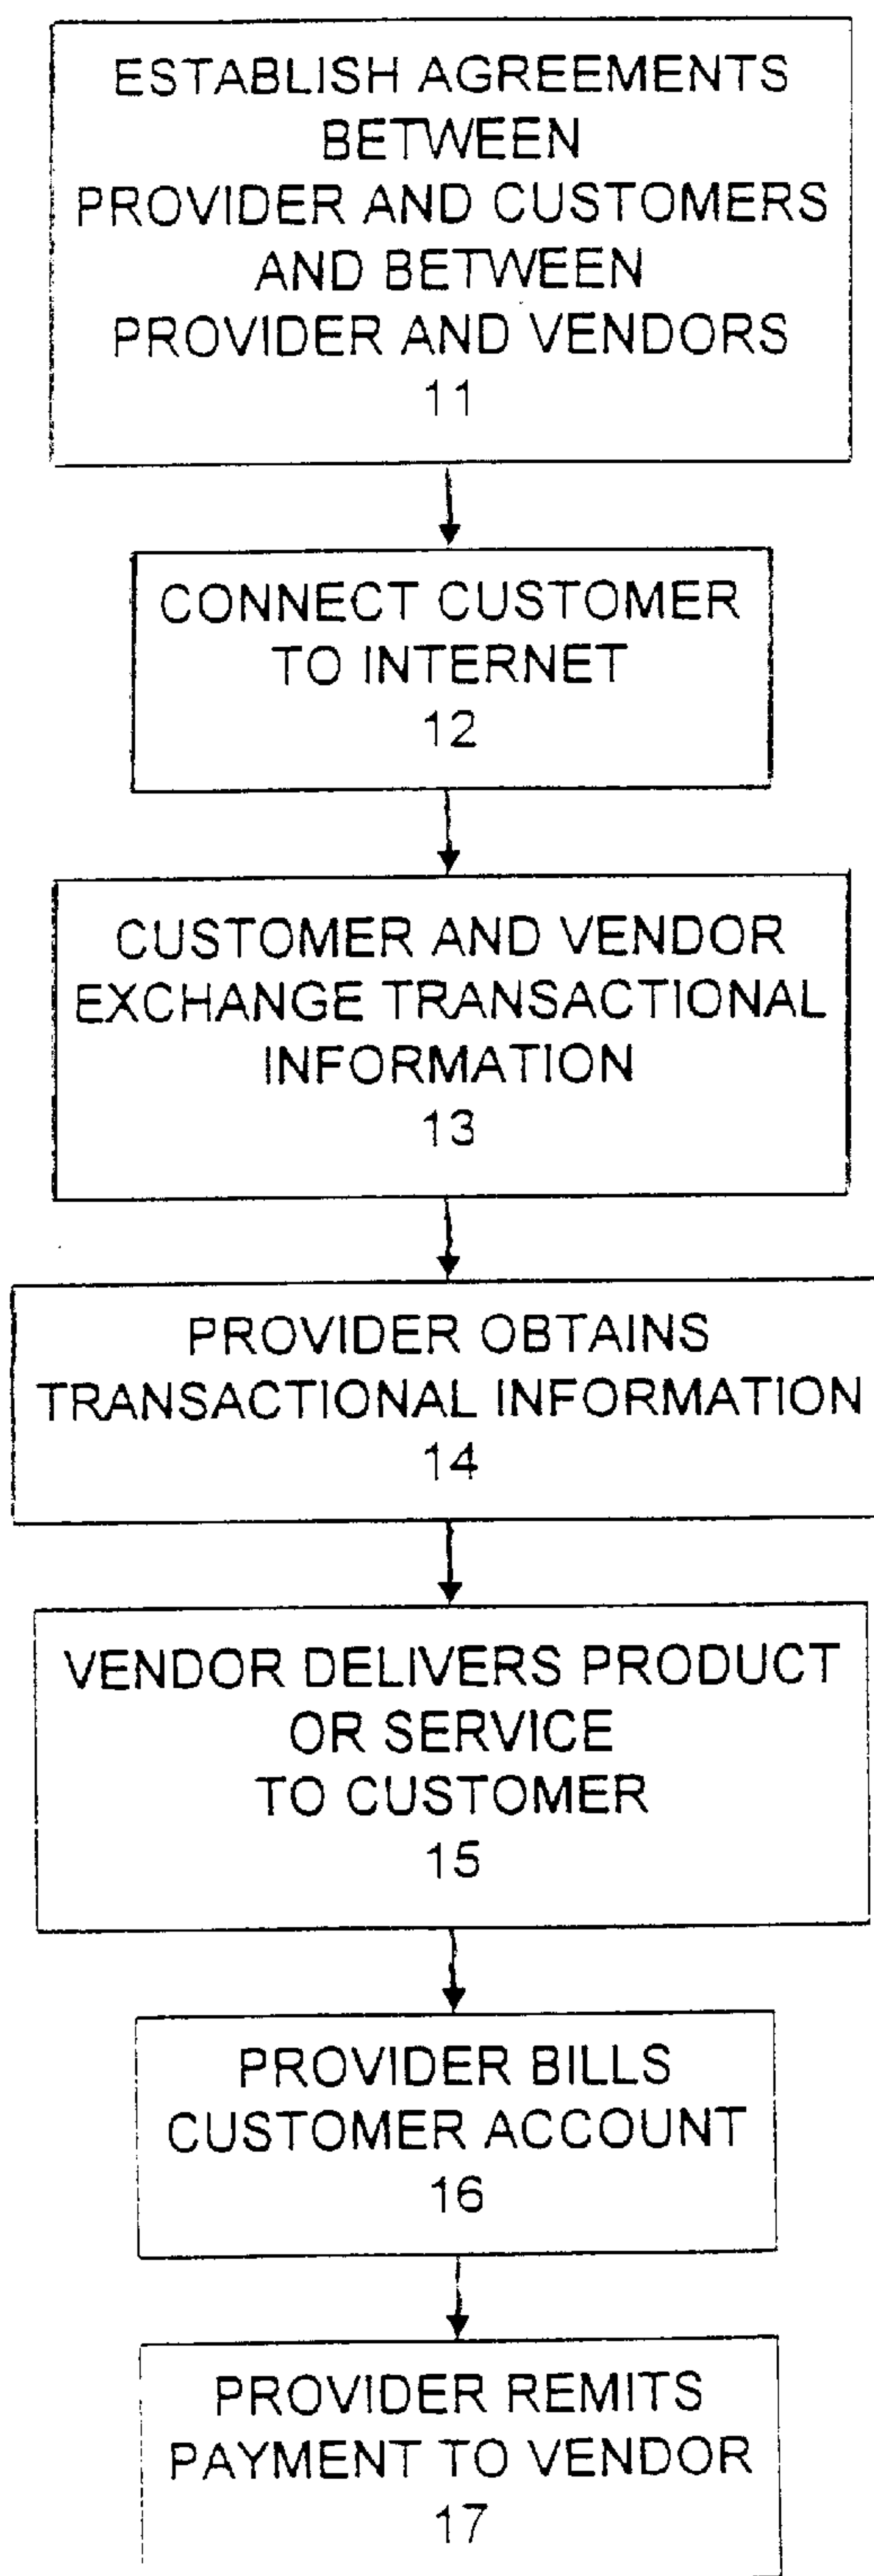 ESTABLISH AGREEMENTS
BETWEEN
PROVIDER AND CUSTOMERS
AND BETWEEN
PROVIDER AND VENDORS
11
CONNECT CUSTOMER
TO INTERNET
12
CUSTOMER AND VENDOR
EXCHANGE TRANSACTIONAL
INFORMATION
13
PROVIDER OBTAINS
TRANSACTIONAL INFORMATION
14
VENDOR DELIVERS PRODUCT
OR SERVICE
TO CUSTOMER
15
PROVIDER BILLS
CUSTOMER ACCOUNT
16
PROVIDER REMITS
PAYMENT TO VENDOR
17